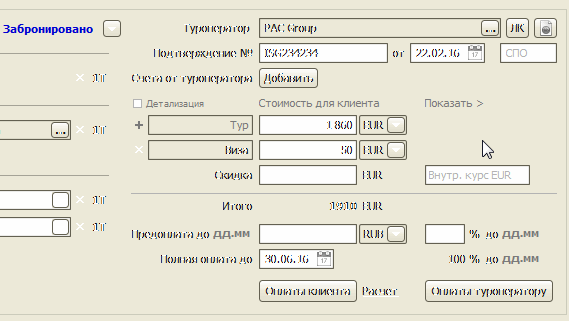 Забронировано Туроператор PAC Group ... ЛК
Подтверждение № ISG234234 от 22.02.16 СПО
Счета от туроператора Добавить
Детализация Стоимость для клиента Показать >
... + Тур 1 860 EUR
Виза 50 EUR
Скидка EUR Внутр. курс EUR
... Итого EUR
... Предоплата до ДД.ММ RUB % до ДД.ММ
Полная оплата до 30.06.16 100 % до ДД.ММ
Оплаты клиента Расчет Оплаты туроператору